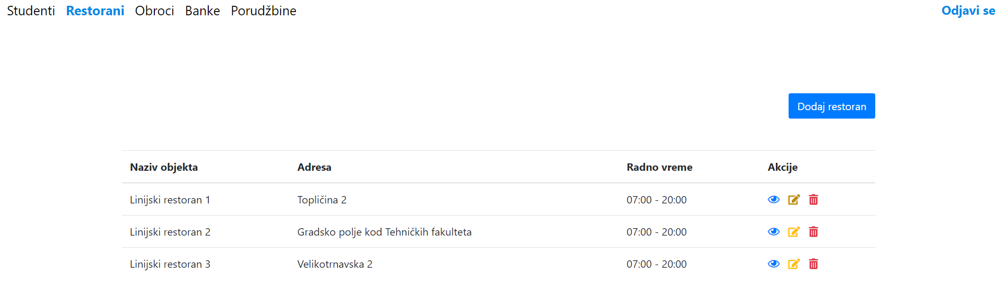 Studenti Restorani Obroci Banke Porudžbine Odjavi se
Dodaj restoran
Naziv objekta Adresa Radno vreme Akcije
Linijski restoran 1 Topličina 2 07:00 - 20:00
Linijski restoran 2 Gradsko polje kod Tehničkih fakulteta 07:00 - 20:00
Linijski restoran 3 Velikotrnavska 2 07:00 - 20:00